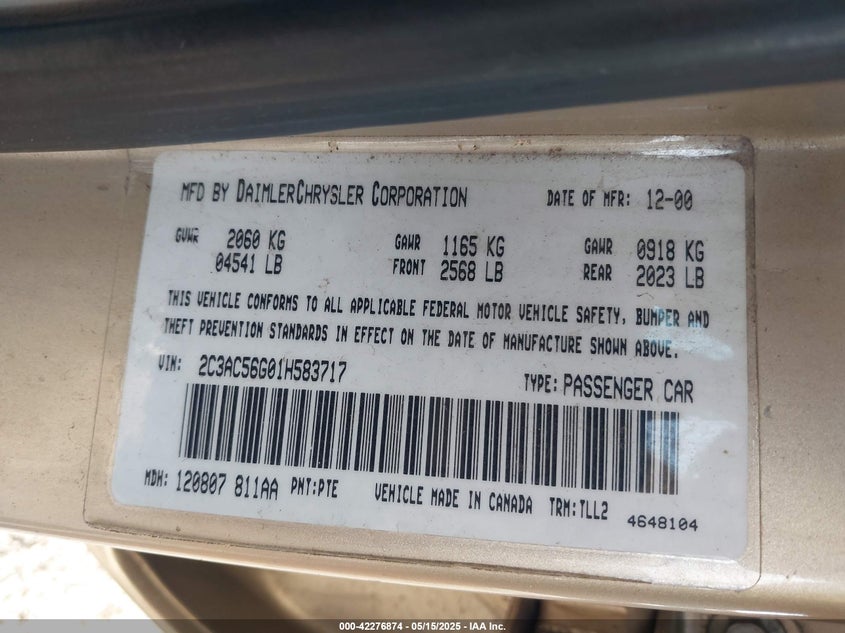 MFD BY DAIMLERCHRYSLER CORPORATION DATE OF MFR: 12-00
GVWR 2060 KG GAWR 1165 KG GAWR 0918 KG
04541 LB FRONT 2568 LB REAR 2023 LB
THIS VEHICLE CONFORMS TO ALL APPLICABLE FEDERAL MOTOR VEHICLE SAFETY, BUMPER AND
THEFT PREVENTION STANDARDS IN EFFECT ON THE DATE OF MANUFACTURE SHOWN ABOVE.
VIN: 2C3AC56G01H583717 TYPE: PASSENGER CAR
MDH: 120807 811AA PNT:PTE VEHICLE MADE IN CANADA TRM:TLL2 4648104
000-42276874 - 05/15/2025 - IAA Inc.